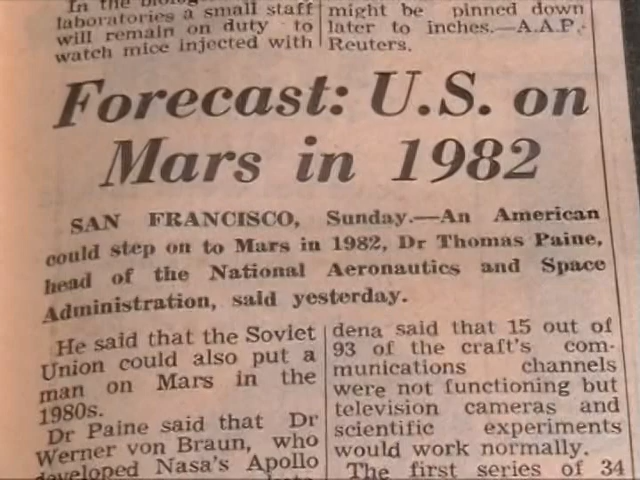 In the
laboratories a small staff
will remain on duty to
watch mice injected with
might be pinned down
later to inches.—A.A.P.-
Reuters.
Forecast: U.S. on
Mars in 1982
SAN FRANCISCO, Sunday.—An American
could step on to Mars in 1982, Dr Thomas Paine,
head of the National Aeronautics and Space
Administration, said yesterday.
He said that the Soviet
Union could also put a
man on Mars in the
1980s.
Dr Paine said that Dr
Werner von Braun, who
developed Nasa's Apollo
dena said that 15 out of
93 of the craft's com-
munications channels
were not functioning but
television cameras and
scientific experiments
would work normally.
The first series of 34